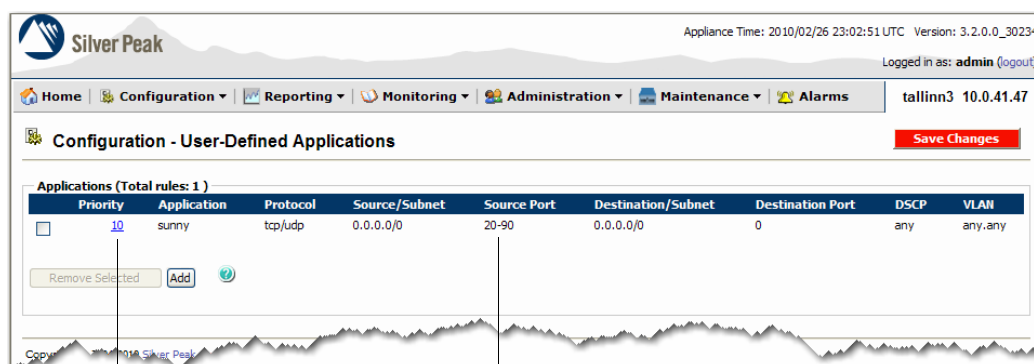 Silver Peak
Appliance Time: 2010/02/26 23:02:51 UTC Version: 3.2.0.0_30234
Logged in as: admin (logout)
Home Configuration Reporting Monitoring Administration Maintenance Alarms tallinn3 10.0.41.47
Configuration - User-Defined Applications
Save Changes
Applications (Total rules: 1 )
Priority Application Protocol Source/Subnet Source Port Destination/Subnet Destination Port DSCP VLAN
10 sunny tcp/udp 0.0.0.0/0 20-90 0.0.0.0/0 0 any any.any
Remove Selected Add ?
Silver Peak